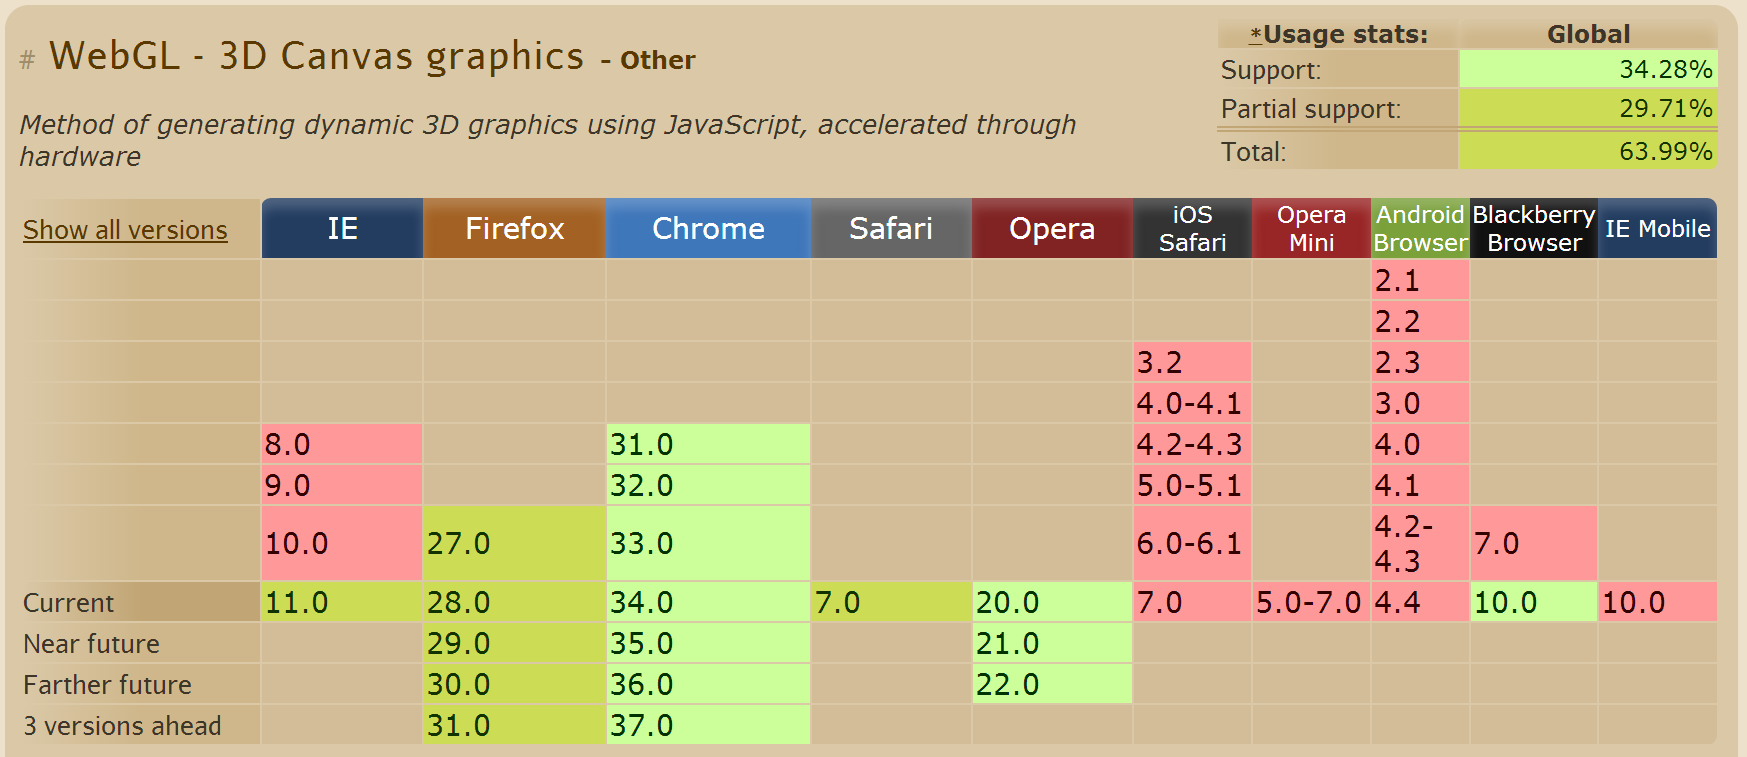 # WebGL - 3D Canvas graphics - Other
Method of generating dynamic 3D graphics using JavaScript, accelerated through
hardware
*Usage stats: Global
Support: 34.28%
Partial support: 29.71%
Total: 63.99%
Show all versions IE Firefox Chrome Safari Opera iOS Safari Opera Mini Android Browser Blackberry Browser IE Mobile
2.1
2.2
3.2 2.3
4.0-4.1 3.0
8.0 31.0 4.2-4.3 4.0
9.0 32.0 5.0-5.1 4.1
10.0 27.0 33.0 6.0-6.1 4.2-4.3 7.0
Current 11.0 28.0 34.0 7.0 20.0 7.0 5.0-7.0 4.4 10.0 10.0
Near future 29.0 35.0 21.0
Farther future 30.0 36.0 22.0
3 versions ahead 31.0 37.0